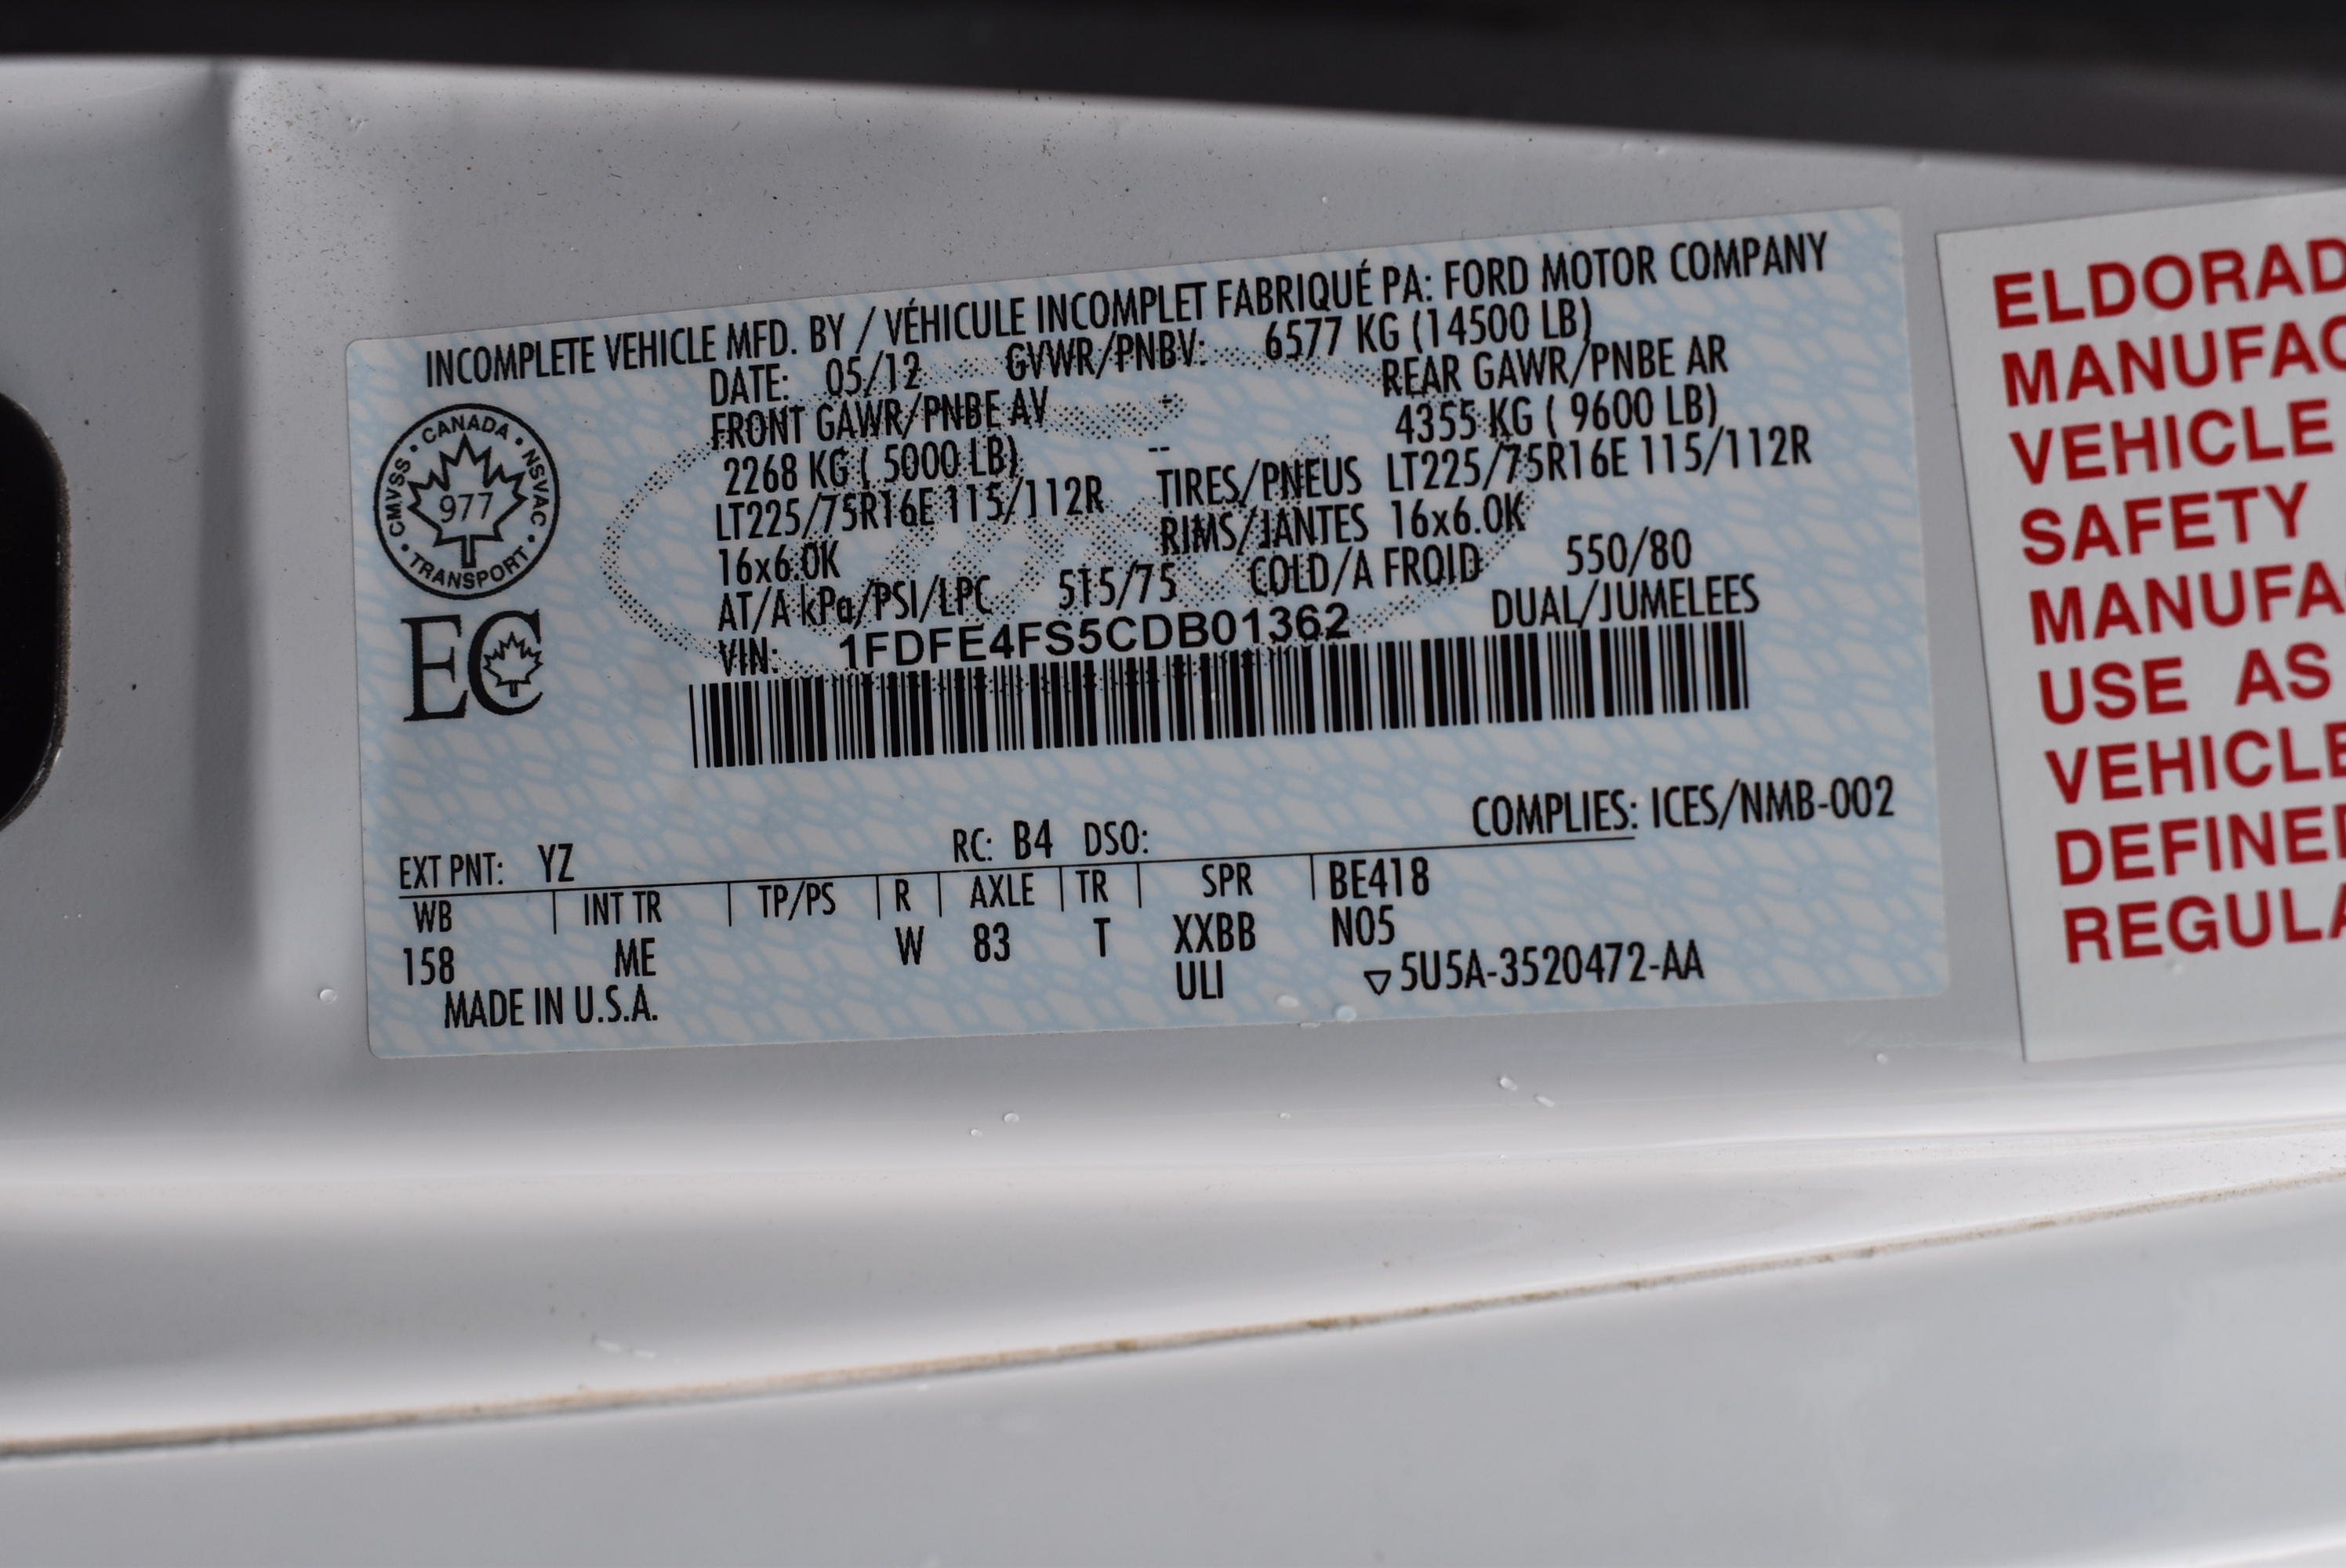 INCOMPLETE VEHICLE MFD. BY / VÉHICULE INCOMPLET FABRIQUÉ PA: FORD MOTOR COMPANY
DATE: 05/12 GVWR/PNBV: 6577 KG (14500 LB)
FRONT GAWR/PNBE AV - REAR GAWR/PNBE AR
2268 KG ( 5000 LB) -- 4355 KG ( 9600 LB)
LT225/75R16E 115/112R TIRES/PNEUS LT225/75R16E 115/112R
16x6.0K RIMS/JANTES 16x6.0K
AT/A kPa/PSI/LPC 515/75 COLD/A FROID 550/80
VIN: 1FDFE4FS5CDB01362 DUAL/JUMELEES
CANADA • NSVAC • TRANSPORT • CMVSS •
977
EC
COMPLIES: ICES/NMB-002
EXT PNT: YZ RC: B4 DSO:
WB INT TR TP/PS R AXLE TR SPR BE418
158 ME W 83 T XXBB N05
MADE IN U.S.A. ULI ▽5U5A-3520472-AA
ELDORAD
MANUFAC
VEHICLE
SAFETY
MANUFA
USE AS
VEHICLE
DEFINE
REGULA